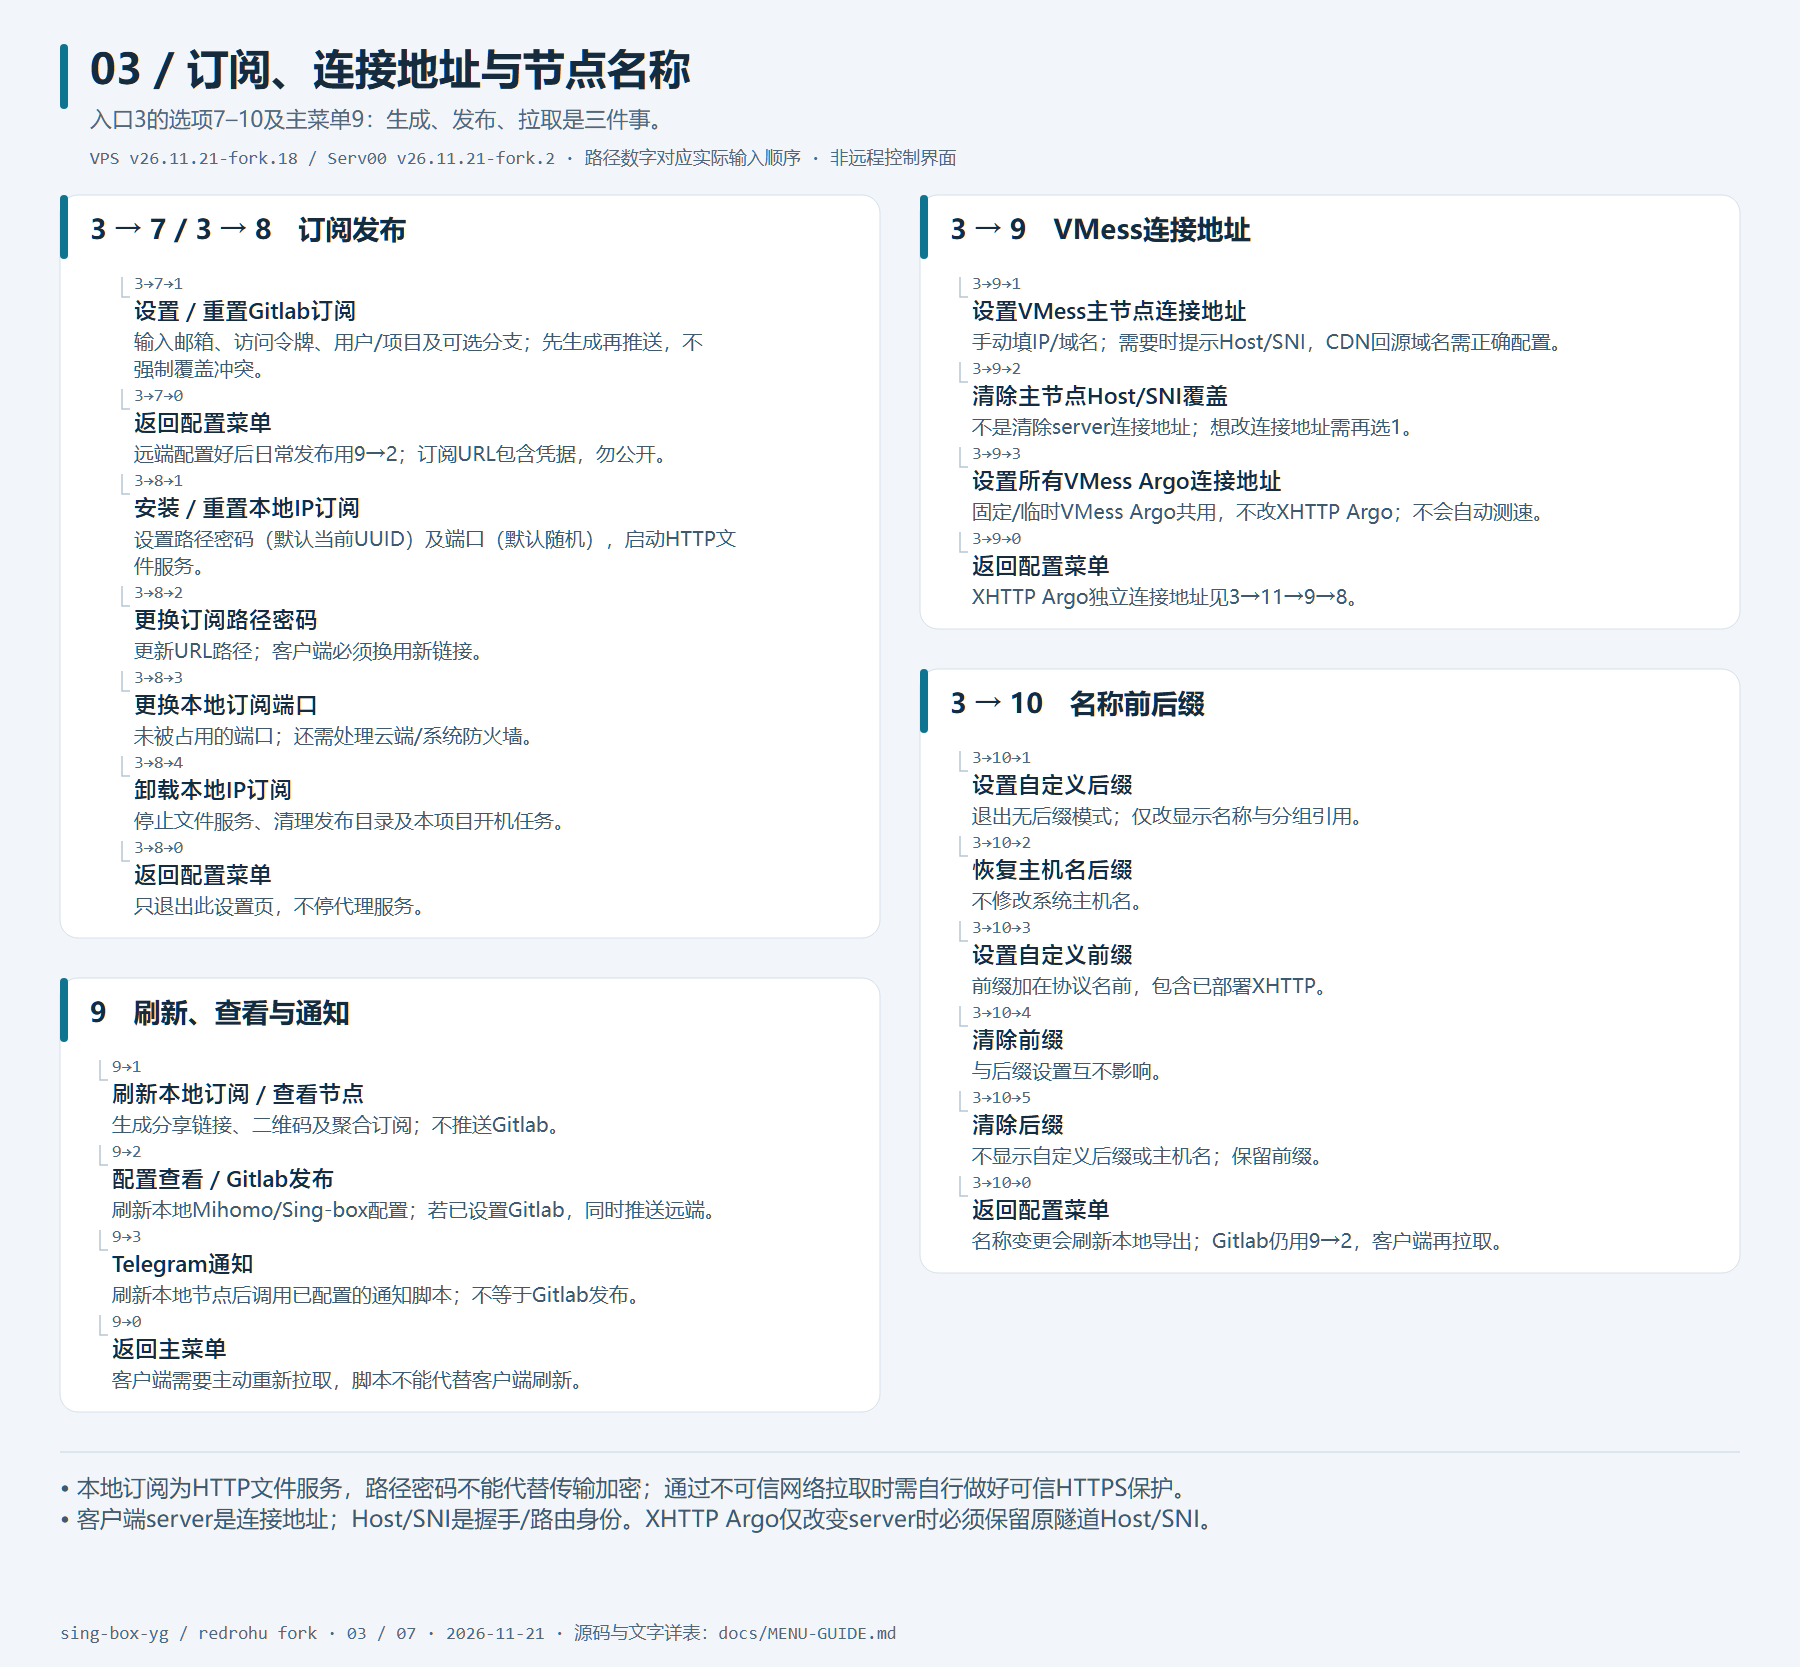 03 / 订阅、连接地址与节点名称
入口3的选项7–10及主菜单9：生成、发布、拉取是三件事。
VPS v26.11.21-fork.18 / Serv00 v26.11.21-fork.2 · 路径数字对应实际输入顺序 · 非远程控制界面
3 → 7 / 3 → 8 订阅发布
3→7→1
设置 / 重置Gitlab订阅
输入邮箱、访问令牌、用户/项目及可选分支；先生成再推送，不
强制覆盖冲突。
3→7→0
返回配置菜单
远端配置好后日常发布用9→2；订阅URL包含凭据，勿公开。
3→8→1
安装 / 重置本地IP订阅
设置路径密码（默认当前UUID）及端口（默认随机），启动HTTP文
件服务。
3→8→2
更换订阅路径密码
更新URL路径；客户端必须换用新链接。
3→8→3
更换本地订阅端口
未被占用的端口；还需处理云端/系统防火墙。
3→8→4
卸载本地IP订阅
停止文件服务、清理发布目录及本项目开机任务。
3→8→0
返回配置菜单
只退出此设置页，不停代理服务。
9 刷新、查看与通知
9→1
刷新本地订阅 / 查看节点
生成分享链接、二维码及聚合订阅；不推送Gitlab。
9→2
配置查看 / Gitlab发布
刷新本地Mihomo/Sing-box配置；若已设置Gitlab，同时推送远端。
9→3
Telegram通知
刷新本地节点后调用已配置的通知脚本；不等于Gitlab发布。
9→0
返回主菜单
客户端需要主动重新拉取，脚本不能代替客户端刷新。
3 → 9 VMess连接地址
3→9→1
设置VMess主节点连接地址
手动填IP/域名；需要时提示Host/SNI，CDN回源域名需正确配置。
3→9→2
清除主节点Host/SNI覆盖
不是清除server连接地址；想改连接地址需再选1。
3→9→3
设置所有VMess Argo连接地址
固定/临时VMess Argo共用，不改XHTTP Argo；不会自动测速。
3→9→0
返回配置菜单
XHTTP Argo独立连接地址见3→11→9→8。
3 → 10 名称前后缀
3→10→1
设置自定义后缀
退出无后缀模式；仅改显示名称与分组引用。
3→10→2
恢复主机名后缀
不修改系统主机名。
3→10→3
设置自定义前缀
前缀加在协议名前，包含已部署XHTTP。
3→10→4
清除前缀
与后缀设置互不影响。
3→10→5
清除后缀
不显示自定义后缀或主机名；保留前缀。
3→10→0
返回配置菜单
名称变更会刷新本地导出；Gitlab仍用9→2，客户端再拉取。
• 本地订阅为HTTP文件服务，路径密码不能代替传输加密；通过不可信网络拉取时需自行做好可信HTTPS保护。
• 客户端server是连接地址；Host/SNI是握手/路由身份。XHTTP Argo仅改变server时必须保留原隧道Host/SNI。
sing-box-yg / redrohu fork · 03 / 07 · 2026-11-21 · 源码与文字详表：docs/MENU-GUIDE.md